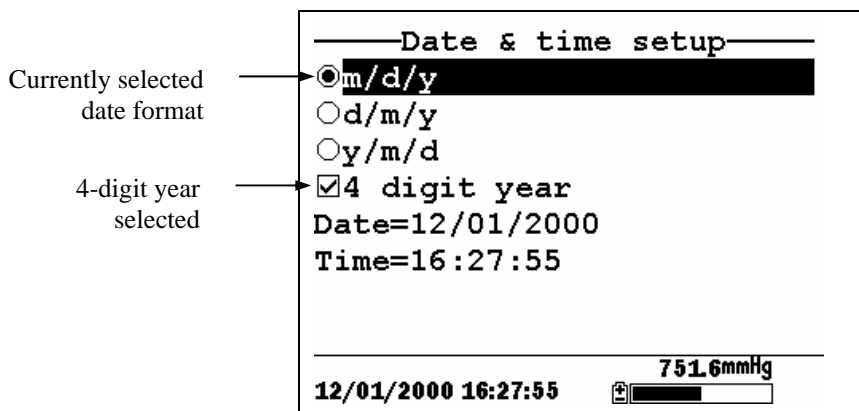 Date & time setup
Currently selected
date format
m/d/y
d/m/y
y/m/d
4-digit year
selected
4 digit year
Date=12/01/2000
Time=16:27:55
751.6mmHg
12/01/2000 16:27:55